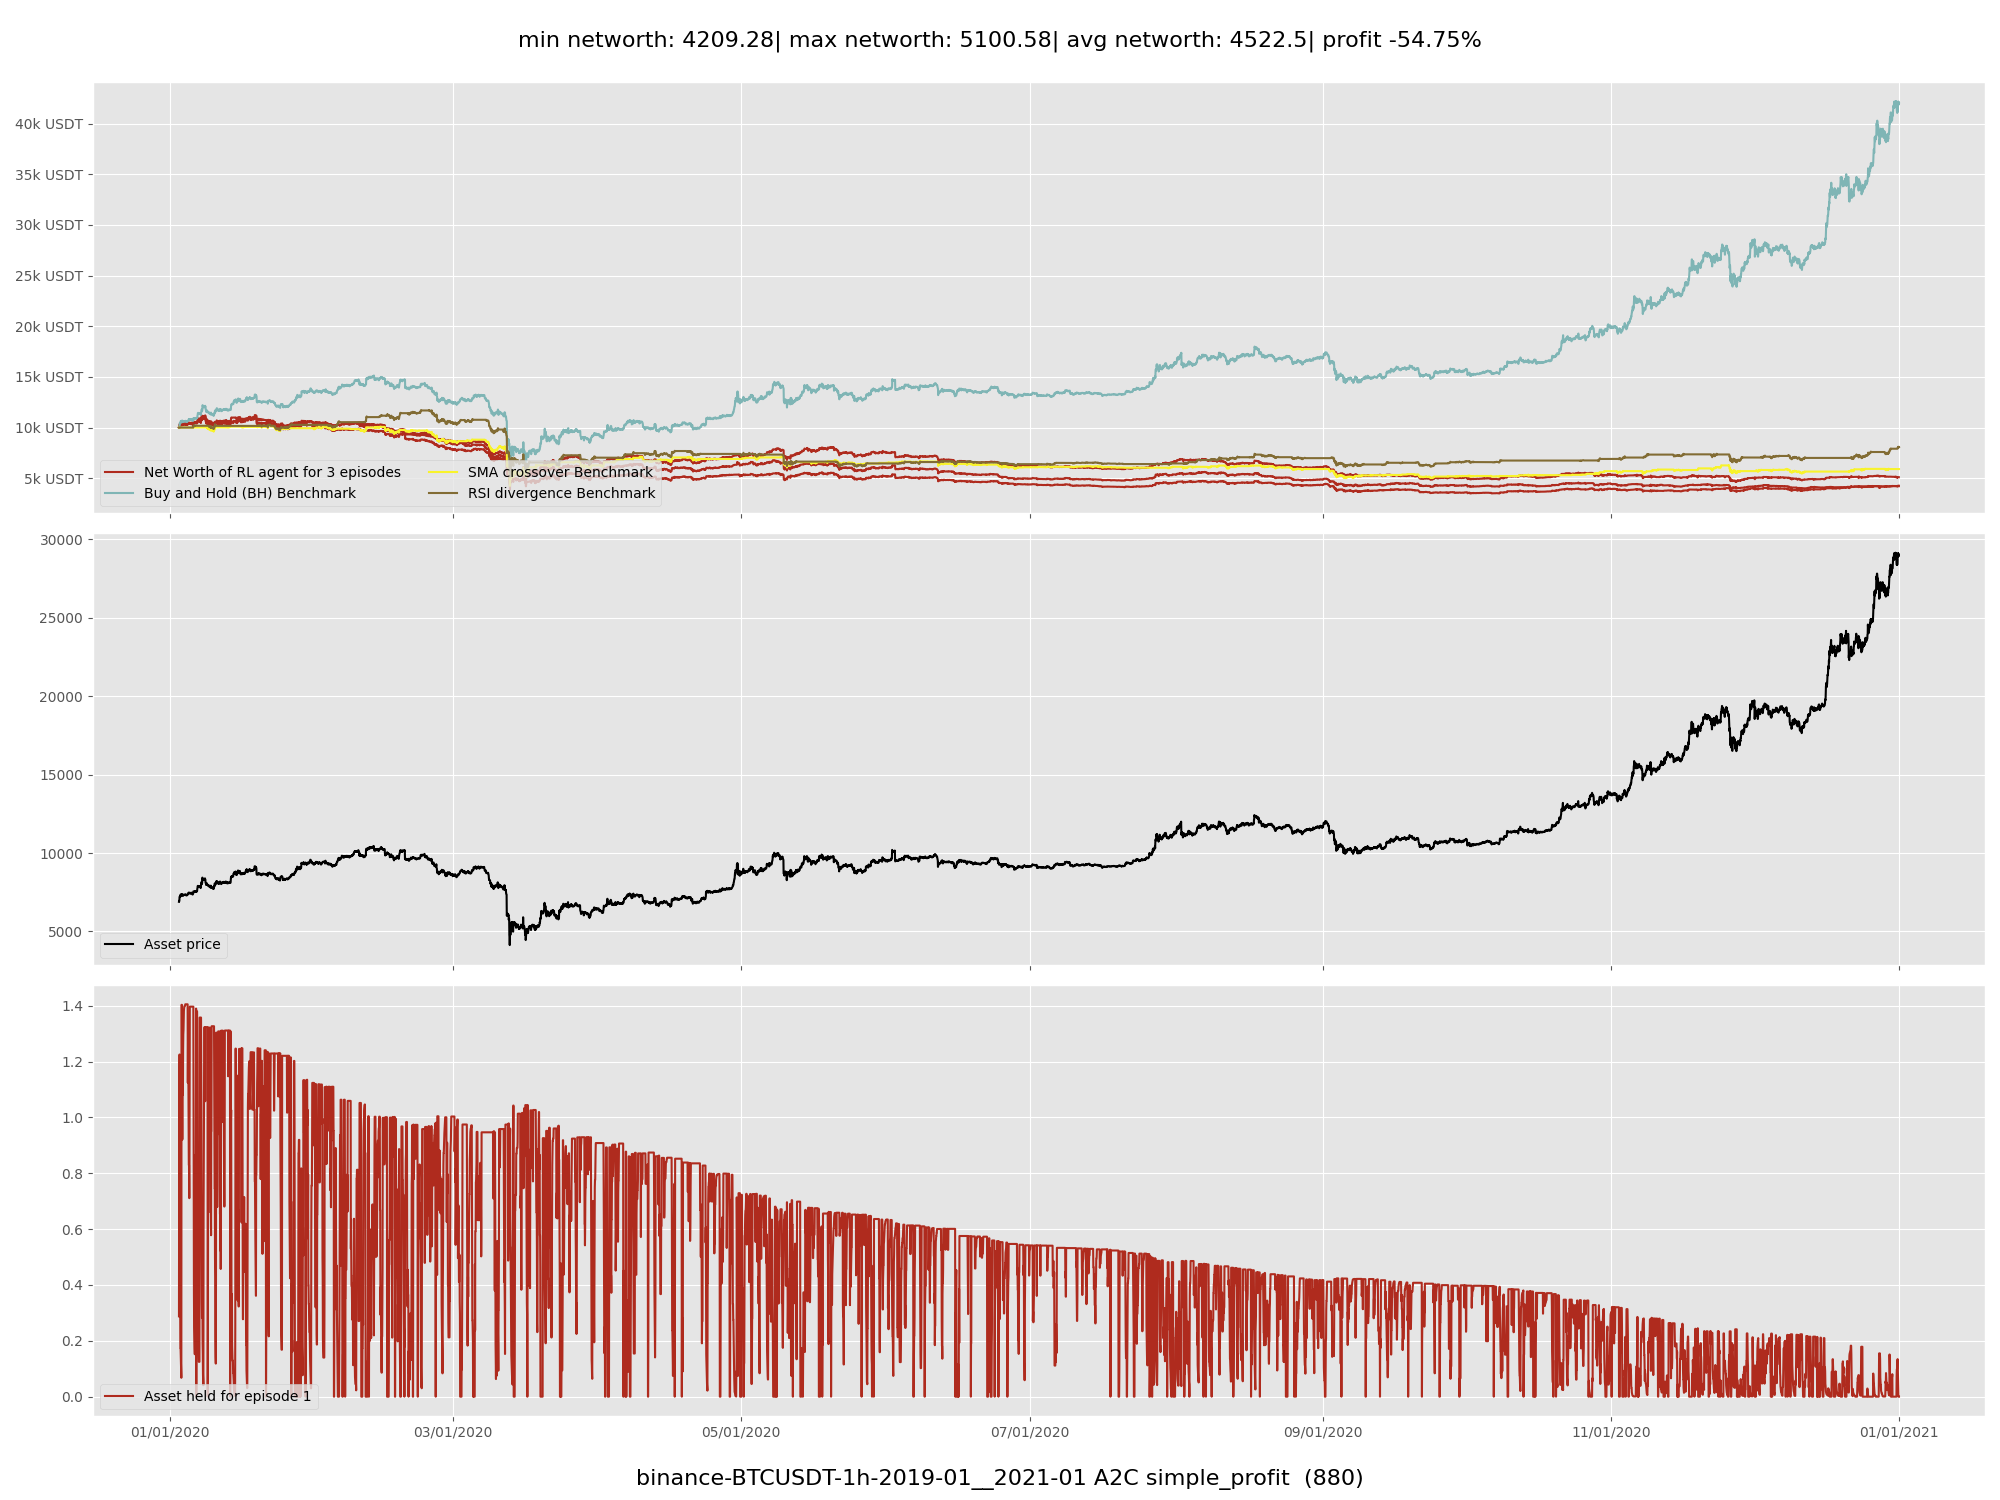 min networth: 4209.28| max networth: 5100.58| avg networth: 4522.5| profit -54.75%
40k USDT
35k USDT
30k USDT
25k USDT
20k USDT
15k USDT
10k USDT
5k USDT
Net Worth of RL agent for 3 episodes
Buy and Hold (BH) Benchmark
SMA crossover Benchmark
RSI divergence Benchmark
30000
25000
20000
15000
10000
5000
Asset price
1.4
1.2
1.0
0.8
0.6
0.4
0.2
0.0
Asset held for episode 1
01/01/2020 03/01/2020 05/01/2020 07/01/2020 09/01/2020 11/01/2020 01/01/2021
binance-BTCUSDT-1h-2019-01__2021-01 A2C simple_profit (880)